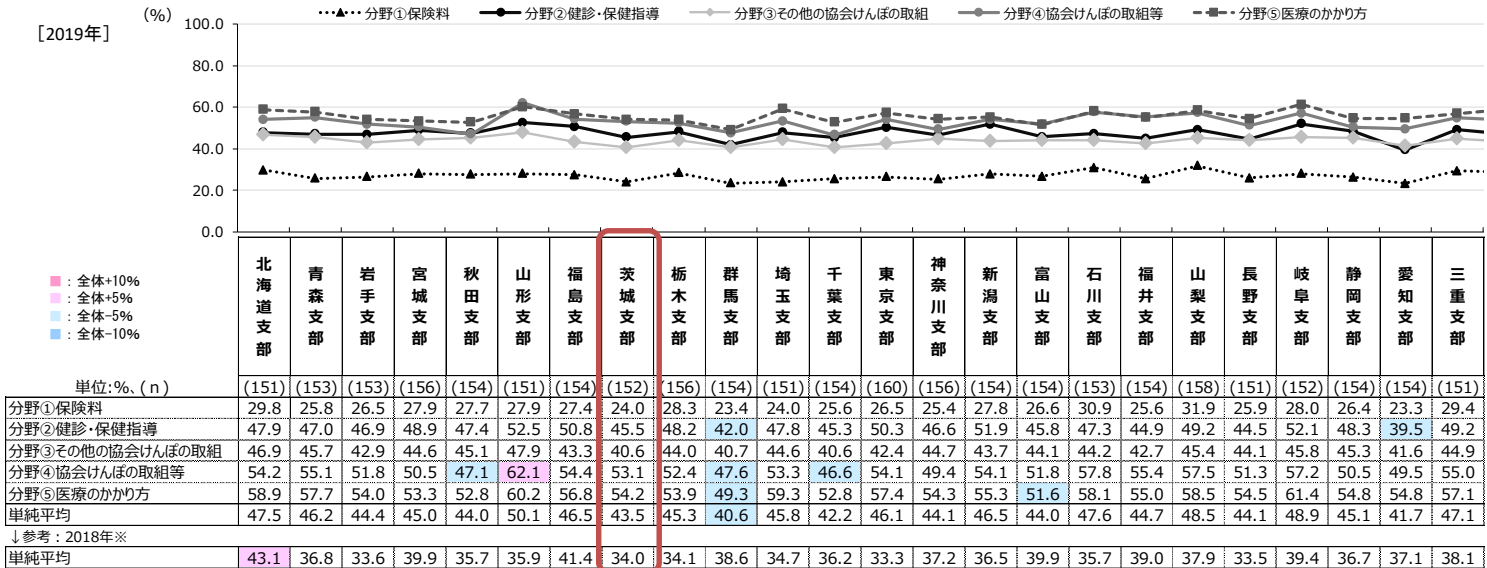 [2019年]
(%)
分野①保険料 分野②健診・保健指導 分野③その他の協会けんぽの取組 分野④協会けんぽの取組等 分野⑤医療のかかり方
100.0
80.0
60.0
40.0
20.0
0.0
：全体+10%
：全体+5%
：全体-5%
：全体-10%
北海道支部 青森支部 岩手支部 宮城支部 秋田支部 山形支部 福島支部 茨城支部 栃木支部 群馬支部 埼玉支部 千葉支部 東京支部 神奈川支部 新潟支部 富山支部 石川支部 福井支部 山梨支部 長野支部 岐阜支部 静岡支部 愛知支部 三重支部
単位:%、(n) (151) (153) (153) (156) (154) (151) (154) (152) (156) (154) (151) (154) (160) (156) (154) (154) (153) (154) (158) (151) (152) (154) (154) (151)
分野①保険料 29.8 25.8 26.5 27.9 27.7 27.9 27.4 24.0 28.3 23.4 24.0 25.6 26.5 25.4 27.8 26.6 30.9 25.6 31.9 25.9 28.0 26.4 23.3 29.4
分野②健診・保健指導 47.9 47.0 46.9 48.9 47.4 52.5 50.8 45.5 48.2 42.0 47.8 45.3 50.3 46.6 51.9 45.8 47.3 44.9 49.2 44.5 52.1 48.3 39.5 49.2
分野③その他の協会けんぽの取組 46.9 45.7 42.9 44.6 45.1 47.9 43.3 40.6 44.0 40.7 44.6 40.6 42.4 44.7 43.7 44.1 44.2 42.7 45.4 44.1 45.8 45.3 41.6 44.9
分野④協会けんぽの取組等 54.2 55.1 51.8 50.5 47.1 62.1 54.4 53.1 52.4 47.6 53.3 46.6 54.1 49.4 54.1 51.8 57.8 55.4 57.5 51.3 57.2 50.5 49.5 55.0
分野⑤医療のかかり方 58.9 57.7 54.0 53.3 52.8 60.2 56.8 54.2 53.9 49.3 59.3 52.8 57.4 54.3 55.3 51.6 58.1 55.0 58.5 54.5 61.4 54.8 54.8 57.1
単純平均 47.5 46.2 44.4 45.0 44.0 50.1 46.5 43.5 45.3 40.6 45.8 42.2 46.1 44.1 46.5 44.0 47.6 44.7 48.5 44.1 48.9 45.1 41.7 47.1
↓参考：2018年※
単純平均 43.1 36.8 33.6 39.9 35.7 35.9 41.4 34.0 34.1 38.6 34.7 36.2 33.3 37.2 36.5 39.9 35.7 39.0 37.9 33.5 39.4 36.7 37.1 38.1